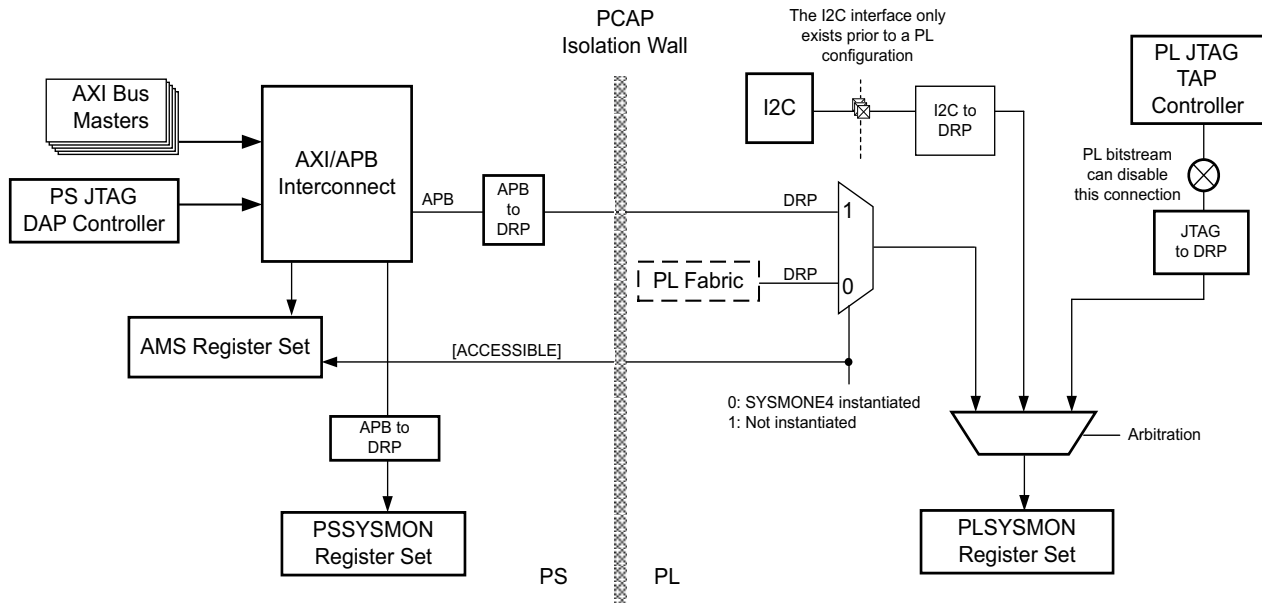 PCAP
Isolation Wall
The I2C interface only
exists prior to a PL
configuration
PL JTAG
TAP
Controller
AXI Bus
Masters
AXI/APB
Interconnect
I2C
I2C to
DRP
PL bitstream
can disable
this connection
PS JTAG
DAP Controller
APB
APB
to
DRP
DRP
1
JTAG
to DRP
PL Fabric
DRP
0
AMS Register Set
[ACCESSIBLE]
0: SYSMONE4 instantiated
1: Not instantiated
Arbitration
APB to
DRP
PSSYSMON
Register Set
PLSYSMON
Register Set
PS
PL